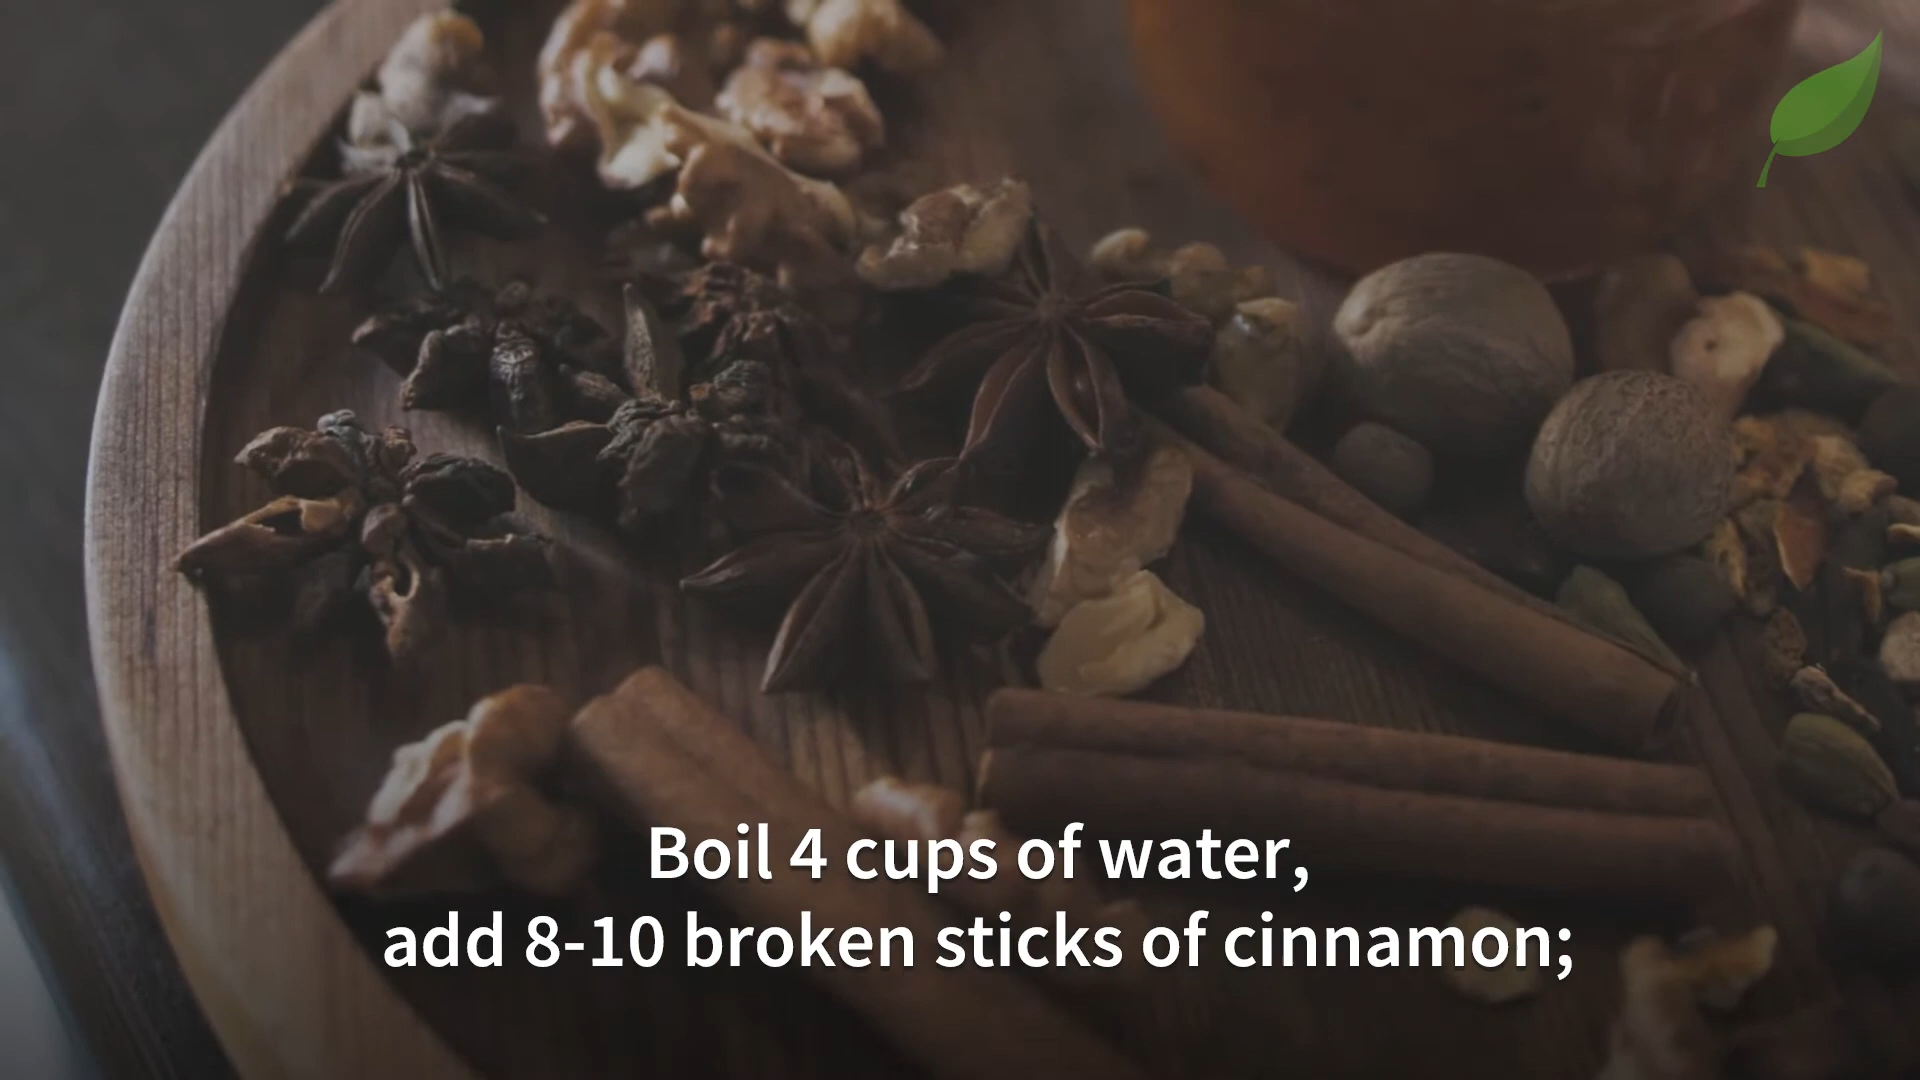 Boil 4 cups of water,
add 8-10 broken sticks of cinnamon;